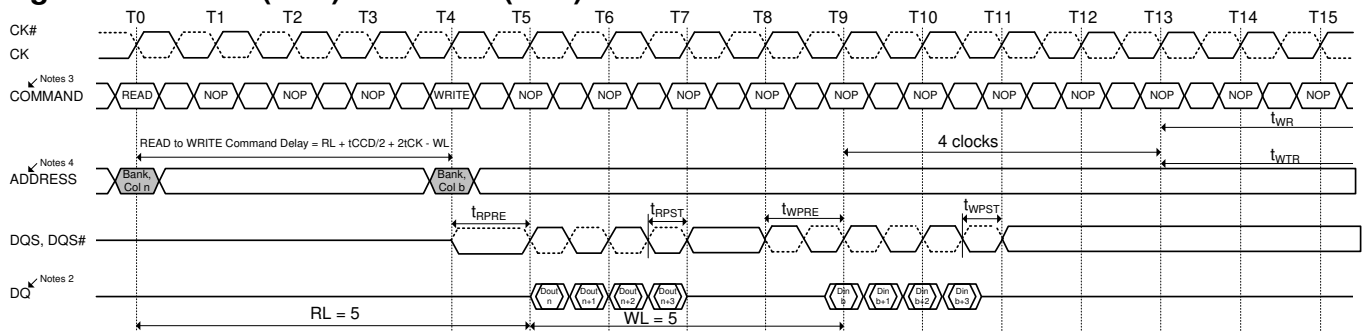 T0 T1 T2 T3 T4 T5 T6 T7 T8 T9 T10 T11 T12 T13 T14 T15
CK#
CK
Notes 3
COMMAND READ NOP NOP NOP WRITE NOP NOP NOP NOP NOP NOP NOP NOP NOP NOP NOP
tWR
READ to WRITE Command Delay = RL + tCCD/2 + 2tCK - WL
4 clocks
tWTR
Notes 4
ADDRESS
Bank, Col n
Bank, Col b
tRPRE tRPST tWPRE tWPST
DQS, DQS#
Notes 2
DQ
Dout n Dout n+1 Dout n+2 Dout n+3 Din b Din b+1 Din b+2 Din b+3
RL = 5 WL = 5